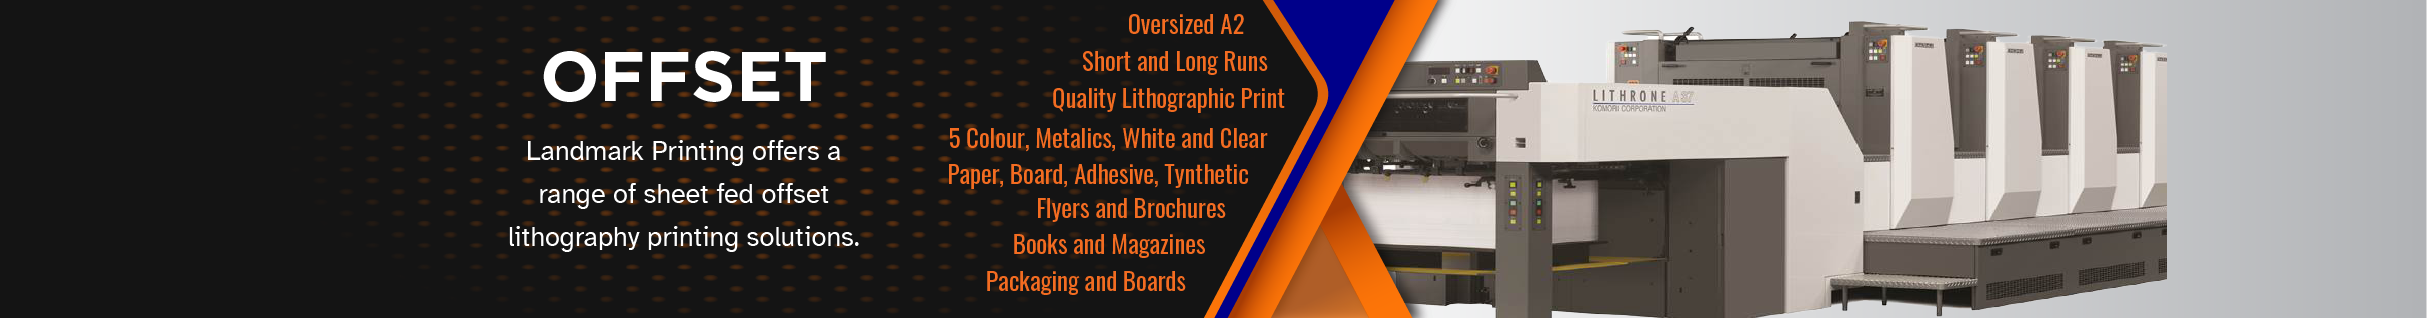 OFFSET
Landmark Printing offers a
range of sheet fed offset
lithography printing solutions.
Oversized A2
Short and Long Runs
Quality Lithographic Print
5 Colour, Metalics, White and Clear
Paper, Board, Adhesive, Tynthetic
Flyers and Brochures
Books and Magazines
Packaging and Boards
LITHRONE A37
KOMORI CORPORATION